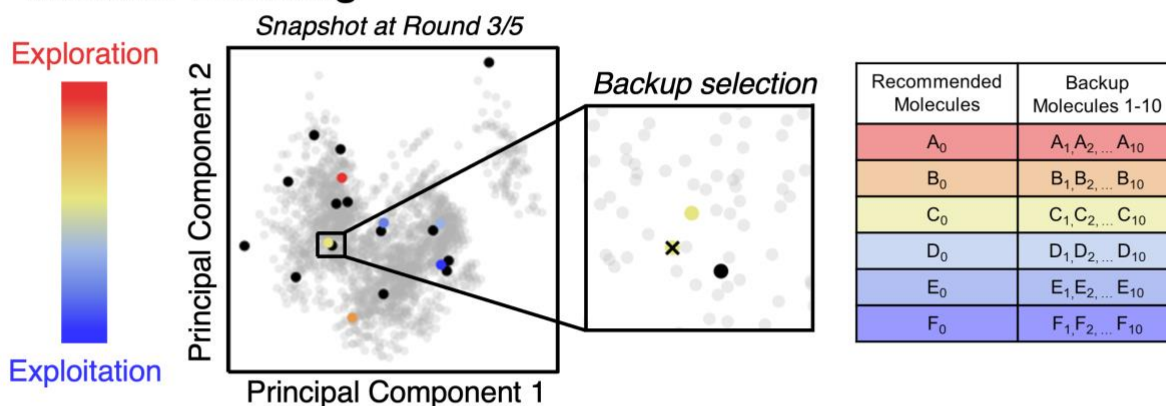 Snapshot at Round 3/5
Exploration
Exploitation
Principal Component 2
Principal Component 1
Backup selection
Recommended Molecules	Backup Molecules 1-10
A0	A1,A2, ... A10
B0	B1,B2, ... B10
C0	C1,C2, ... C10
D0	D1,D2, ... D10
E0	E1,E2, ... E10
F0	F1,F2, ... F10